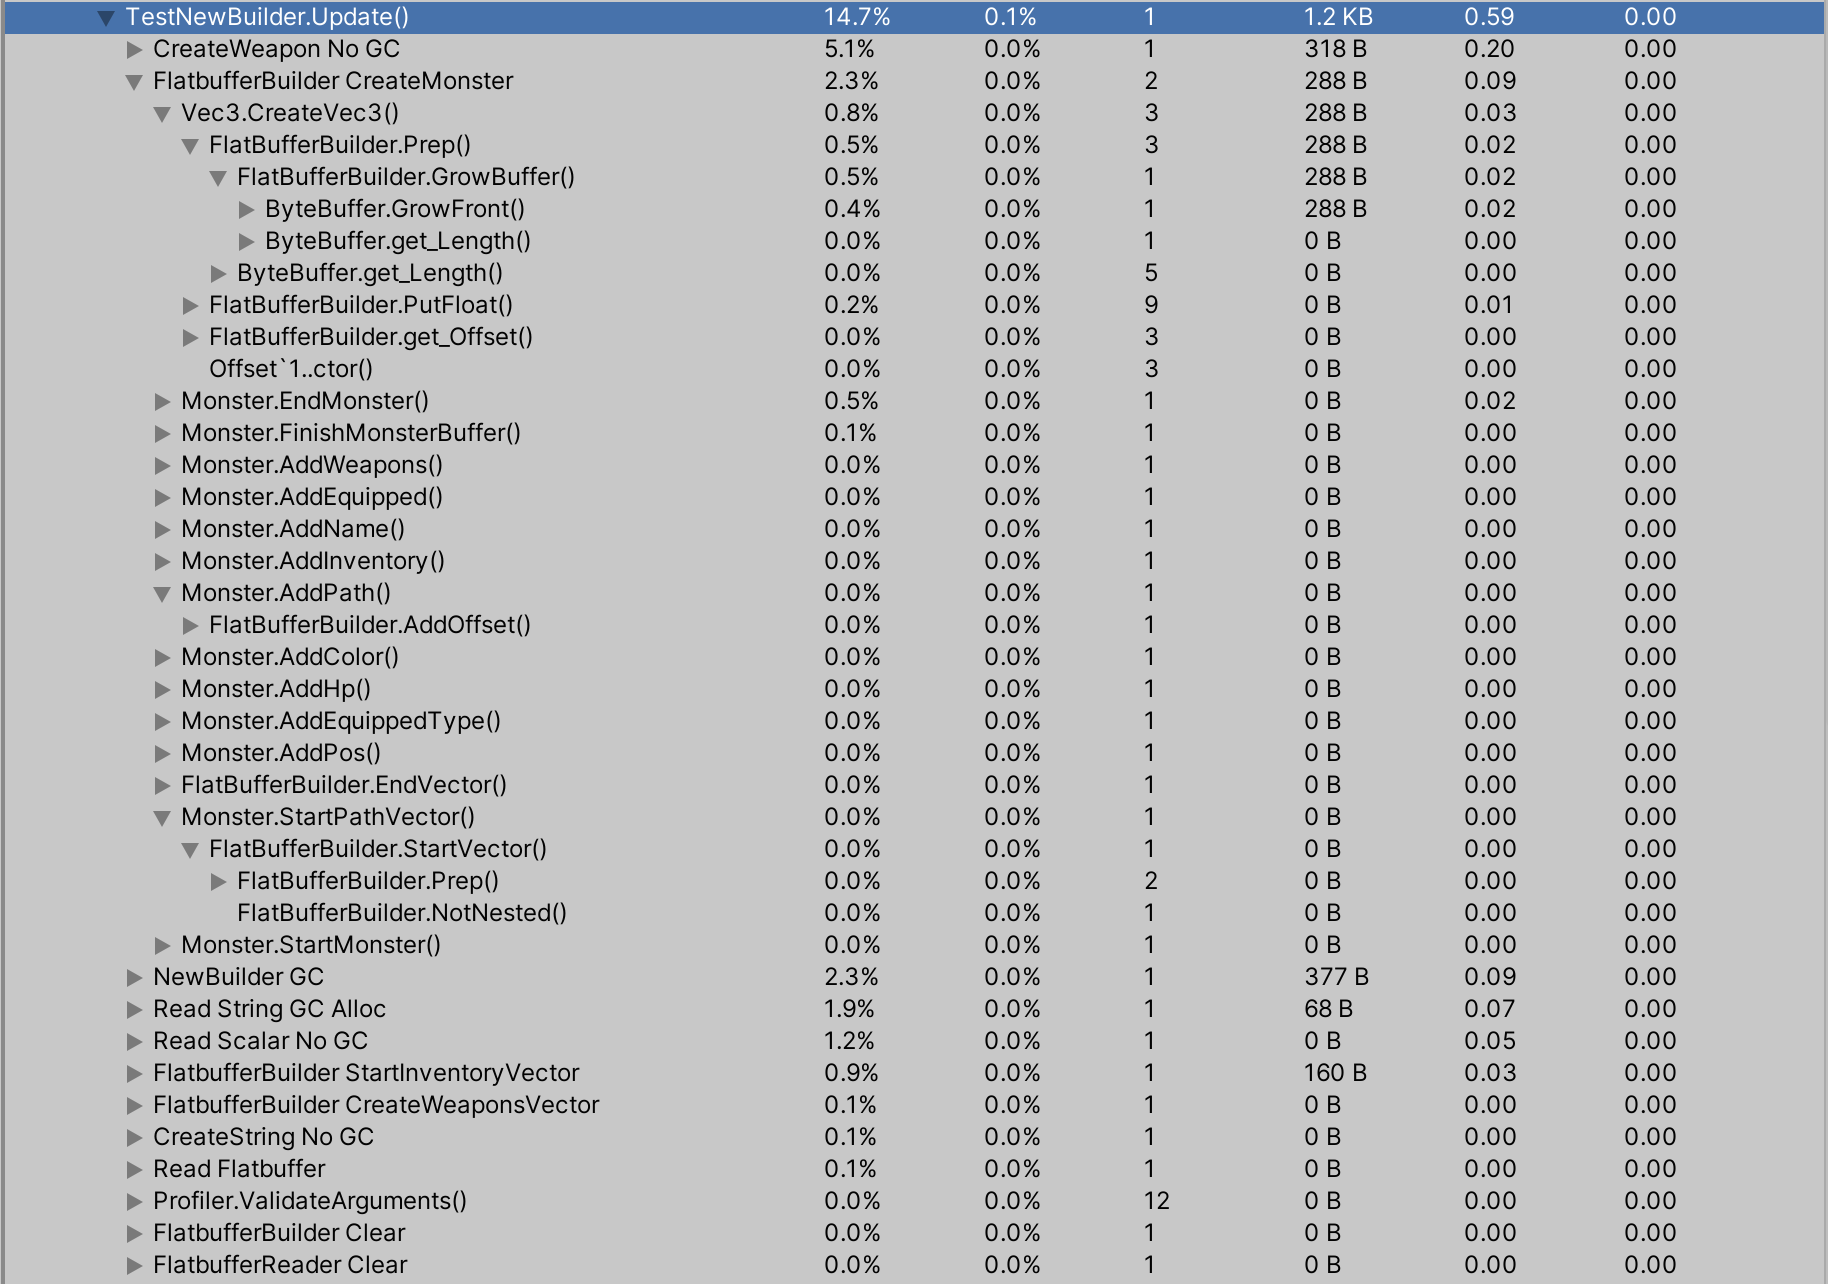 TestNewBuilder.Update() 14.7% 0.1% 1 1.2 KB 0.59 0.00
CreateWeapon No GC 5.1% 0.0% 1 318 B 0.20 0.00
FlatbufferBuilder CreateMonster 2.3% 0.0% 2 288 B 0.09 0.00
Vec3.CreateVec3() 0.8% 0.0% 3 288 B 0.03 0.00
FlatBufferBuilder.Prep() 0.5% 0.0% 3 288 B 0.02 0.00
FlatBufferBuilder.GrowBuffer() 0.5% 0.0% 1 288 B 0.02 0.00
ByteBuffer.GrowFront() 0.4% 0.0% 1 288 B 0.02 0.00
ByteBuffer.get_Length() 0.0% 0.0% 1 0 B 0.00 0.00
ByteBuffer.get_Length() 0.0% 0.0% 5 0 B 0.00 0.00
FlatBufferBuilder.PutFloat() 0.2% 0.0% 9 0 B 0.01 0.00
FlatBufferBuilder.get_Offset() 0.0% 0.0% 3 0 B 0.00 0.00
Offset`1..ctor() 0.0% 0.0% 3 0 B 0.00 0.00
Monster.EndMonster() 0.5% 0.0% 1 0 B 0.02 0.00
Monster.FinishMonsterBuffer() 0.1% 0.0% 1 0 B 0.00 0.00
Monster.AddWeapons() 0.0% 0.0% 1 0 B 0.00 0.00
Monster.AddEquipped() 0.0% 0.0% 1 0 B 0.00 0.00
Monster.AddName() 0.0% 0.0% 1 0 B 0.00 0.00
Monster.AddInventory() 0.0% 0.0% 1 0 B 0.00 0.00
Monster.AddPath() 0.0% 0.0% 1 0 B 0.00 0.00
FlatBufferBuilder.AddOffset() 0.0% 0.0% 1 0 B 0.00 0.00
Monster.AddColor() 0.0% 0.0% 1 0 B 0.00 0.00
Monster.AddHp() 0.0% 0.0% 1 0 B 0.00 0.00
Monster.AddEquippedType() 0.0% 0.0% 1 0 B 0.00 0.00
Monster.AddPos() 0.0% 0.0% 1 0 B 0.00 0.00
FlatBufferBuilder.EndVector() 0.0% 0.0% 1 0 B 0.00 0.00
Monster.StartPathVector() 0.0% 0.0% 1 0 B 0.00 0.00
FlatBufferBuilder.StartVector() 0.0% 0.0% 1 0 B 0.00 0.00
FlatBufferBuilder.Prep() 0.0% 0.0% 2 0 B 0.00 0.00
FlatBufferBuilder.NotNested() 0.0% 0.0% 1 0 B 0.00 0.00
Monster.StartMonster() 0.0% 0.0% 1 0 B 0.00 0.00
NewBuilder GC 2.3% 0.0% 1 377 B 0.09 0.00
Read String GC Alloc 1.9% 0.0% 1 68 B 0.07 0.00
Read Scalar No GC 1.2% 0.0% 1 0 B 0.05 0.00
FlatbufferBuilder StartInventoryVector 0.9% 0.0% 1 160 B 0.03 0.00
FlatbufferBuilder CreateWeaponsVector 0.1% 0.0% 1 0 B 0.00 0.00
CreateString No GC 0.1% 0.0% 1 0 B 0.00 0.00
Read Flatbuffer 0.1% 0.0% 1 0 B 0.00 0.00
Profiler.ValidateArguments() 0.0% 0.0% 12 0 B 0.00 0.00
FlatbufferBuilder Clear 0.0% 0.0% 1 0 B 0.00 0.00
FlatbufferReader Clear 0.0% 0.0% 1 0 B 0.00 0.00